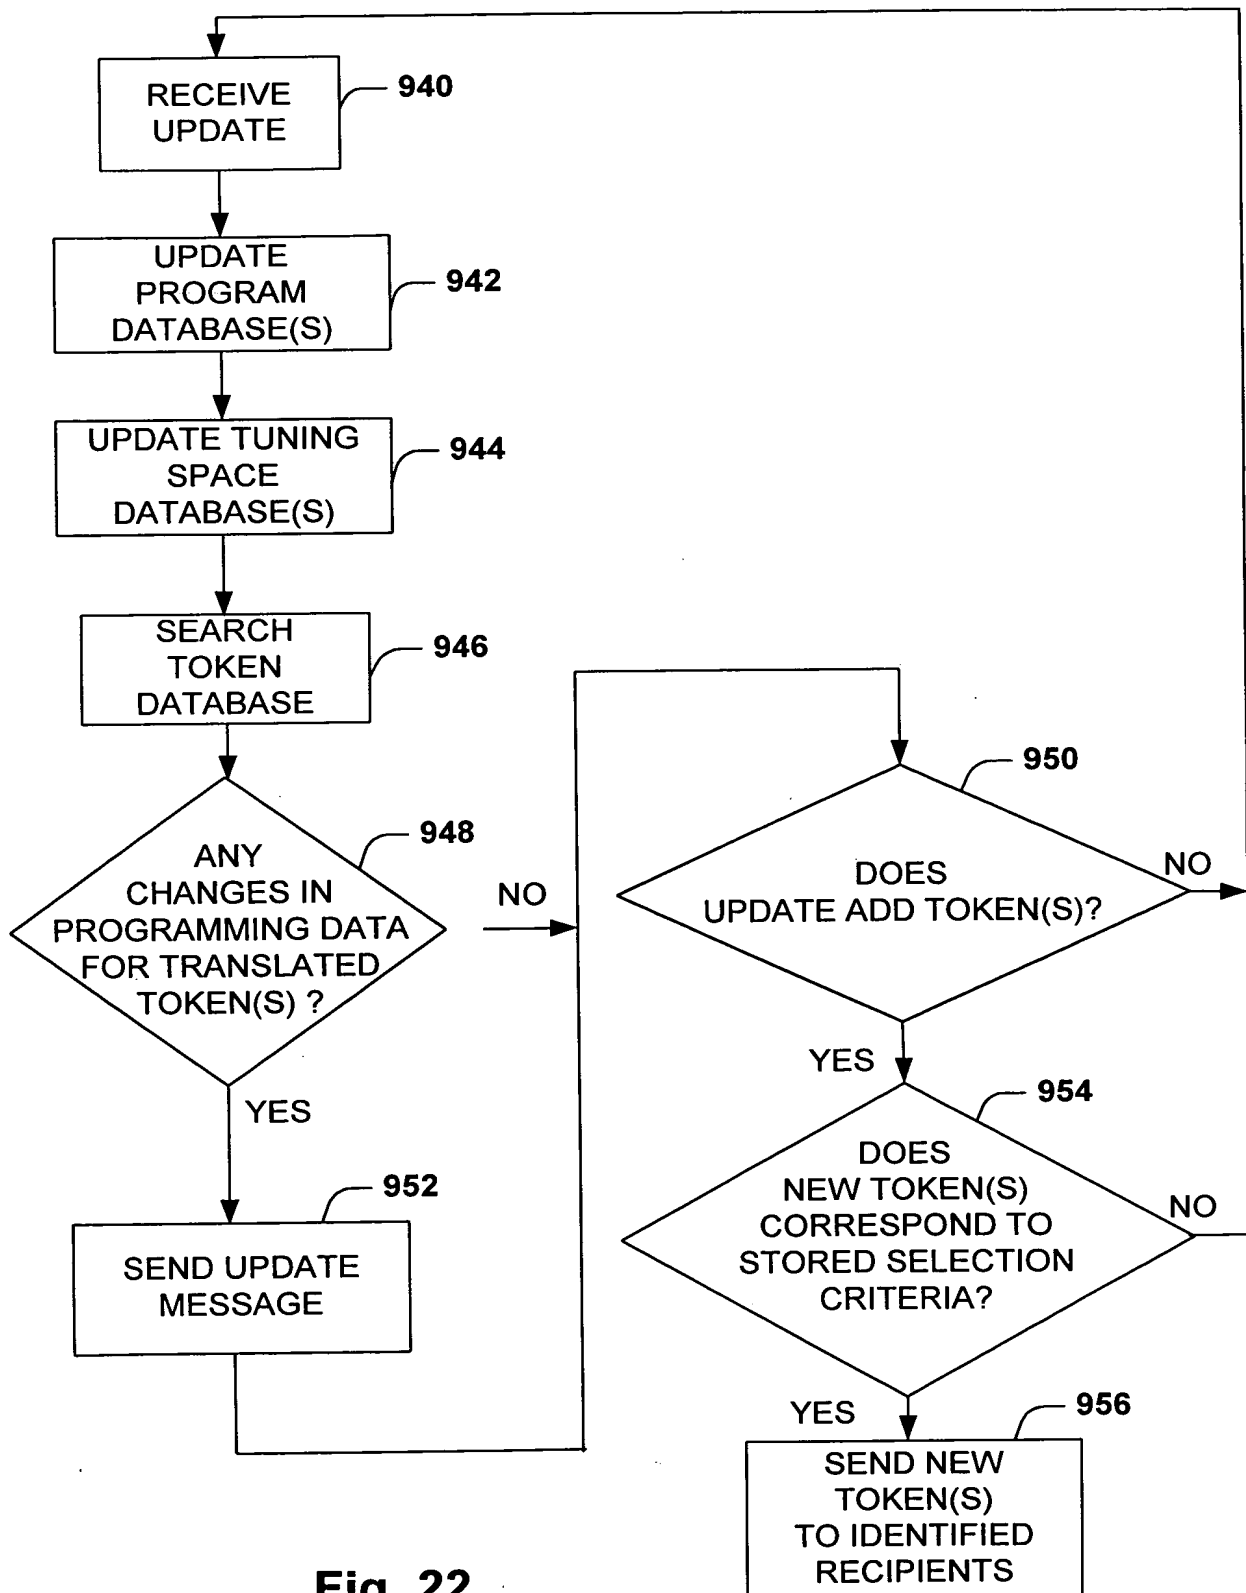 RECEIVE
UPDATE
940
UPDATE
PROGRAM
DATABASE(S)
942
UPDATE TUNING
SPACE
DATABASE(S)
944
SEARCH
TOKEN
DATABASE
946
ANY
CHANGES IN
PROGRAMMING DATA
FOR TRANSLATED
TOKEN(S) ?
948
NO
YES
SEND UPDATE
MESSAGE
952
DOES
UPDATE ADD TOKEN(S)?
950
NO
YES
DOES
NEW TOKEN(S)
CORRESPOND TO
STORED SELECTION
CRITERIA?
954
NO
YES
SEND NEW
TOKEN(S)
TO IDENTIFIED
RECIPIENTS
956
Fig. 22